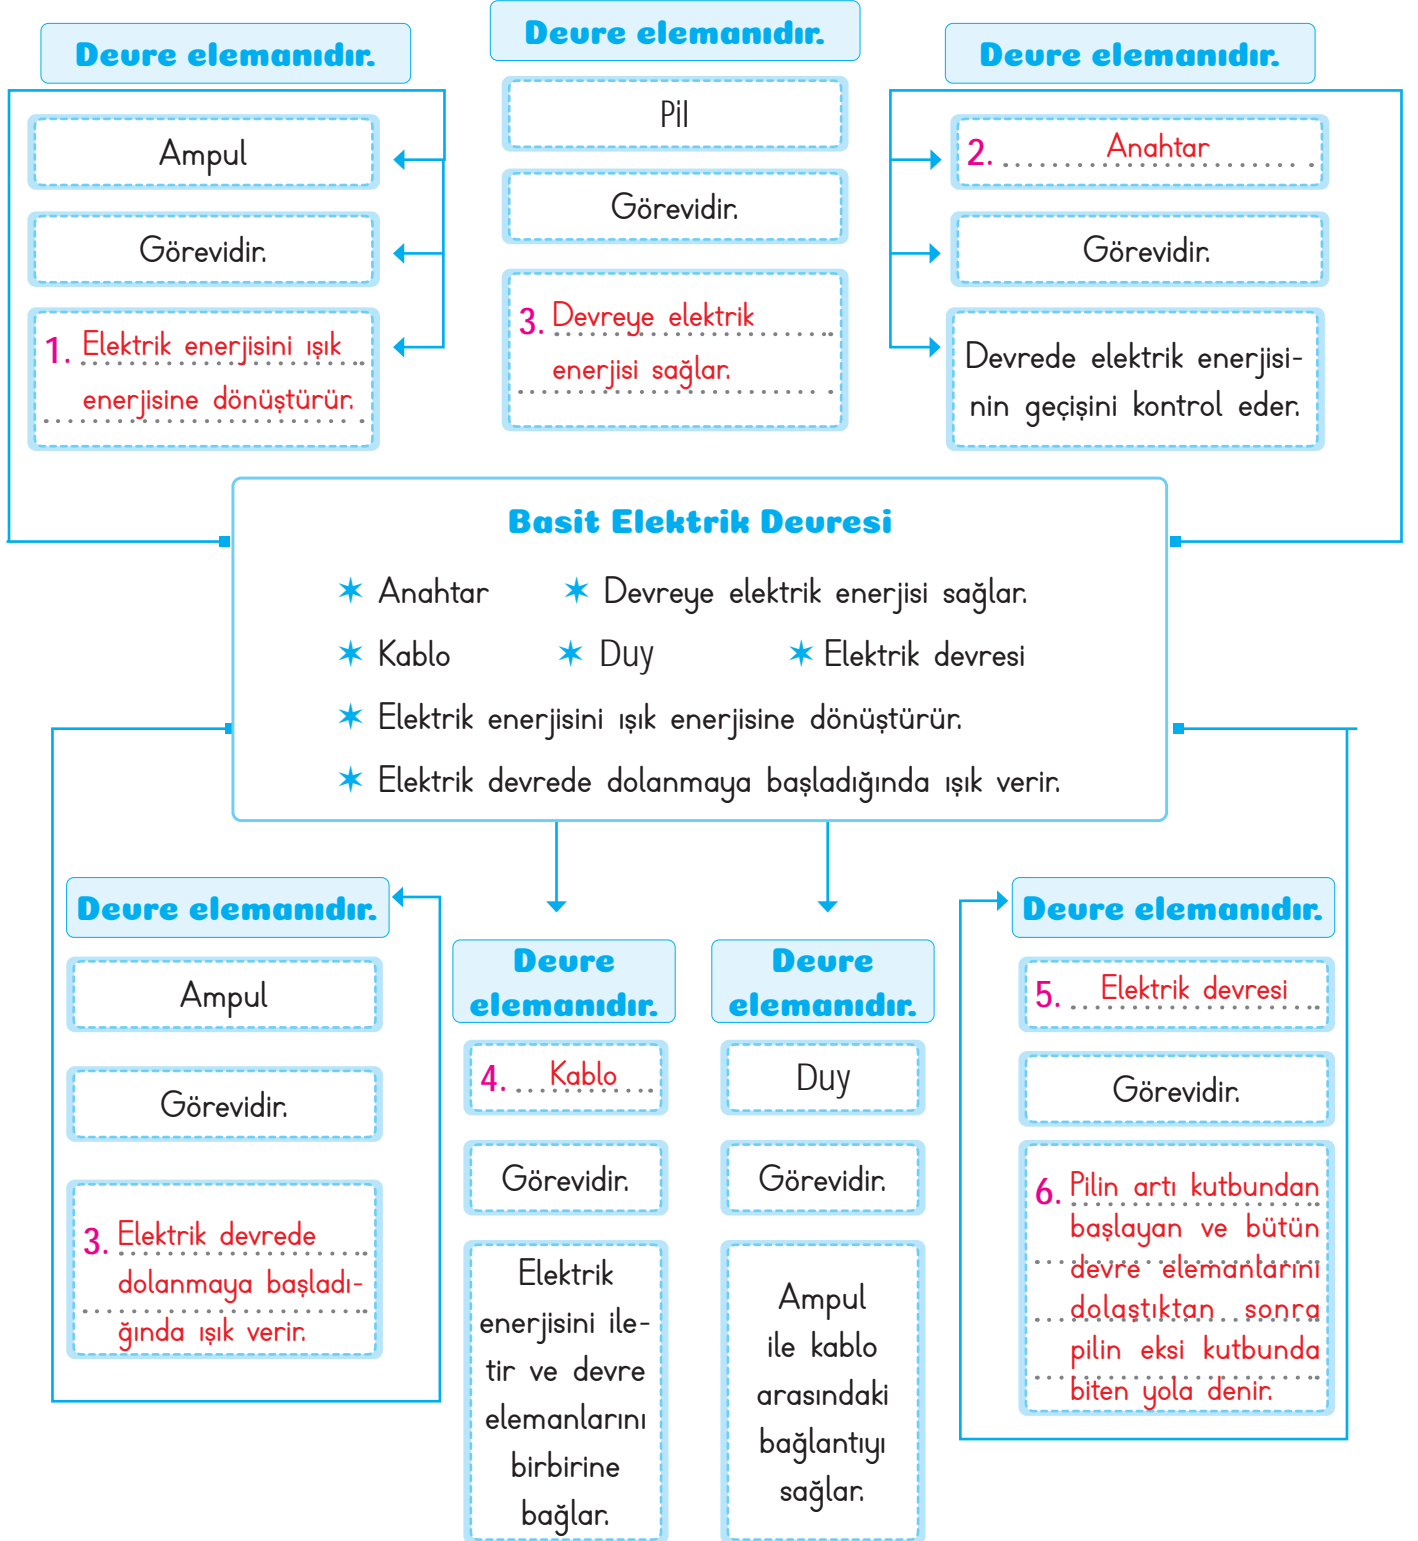 Devre elemanıdır.
Ampul
Görevidir.
1. Elektrik enerjisini ışık
enerjisine dönüştürür.
Devre elemanıdır.
Pil
Görevidir.
3. Devreye elektrik
enerjisi sağlar.
Devre elemanıdır.
2. Anahtar
Görevidir.
Devrede elektrik enerjisi-
nin geçişini kontrol eder.
Basit Elektrik Devresi
✶ Anahtar ✶ Devreye elektrik enerjisi sağlar.
✶ Kablo ✶ Duy ✶ Elektrik devresi
✶ Elektrik enerjisini ışık enerjisine dönüştürür.
✶ Elektrik devrede dolanmaya başladığında ışık verir.
Devre elemanıdır.
Ampul
Görevidir.
3. Elektrik devrede
dolanmaya başladı-
ğında ışık verir.
Devre
elemanıdır.
4. Kablo
Görevidir.
Elektrik
enerjisini ile-
tir ve devre
elemanlarını
birbirine
bağlar.
Devre
elemanıdır.
Duy
Görevidir.
Ampul
ile kablo
arasındaki
bağlantıyı
sağlar.
Devre elemanıdır.
5. Elektrik devresi
Görevidir.
6. Pilin artı kutbundan
başlayan ve bütün
devre elemanlarını
dolaştıktan sonra
pilin eksi kutbunda
biten yola denir.